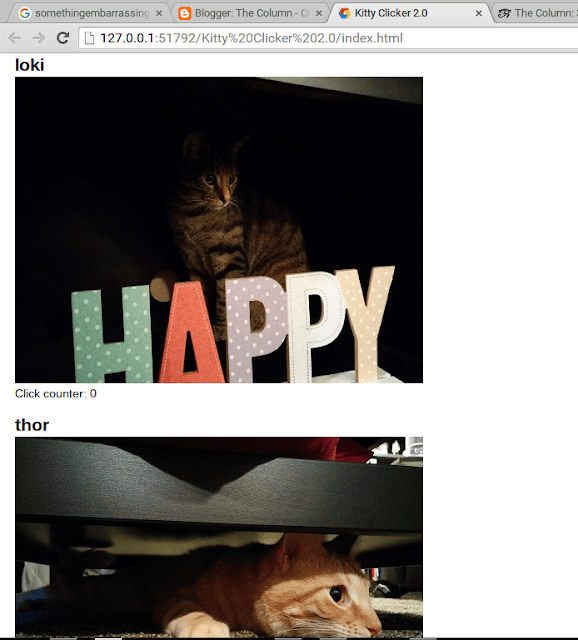 somethingembarrassing
Blogger: The Column - C
Kitty Clicker 2.0
The Column:
127.0.0.1:51792/Kitty%20Clicker%202.0/index.html
loki
HAPPY
Click counter: 0
thor